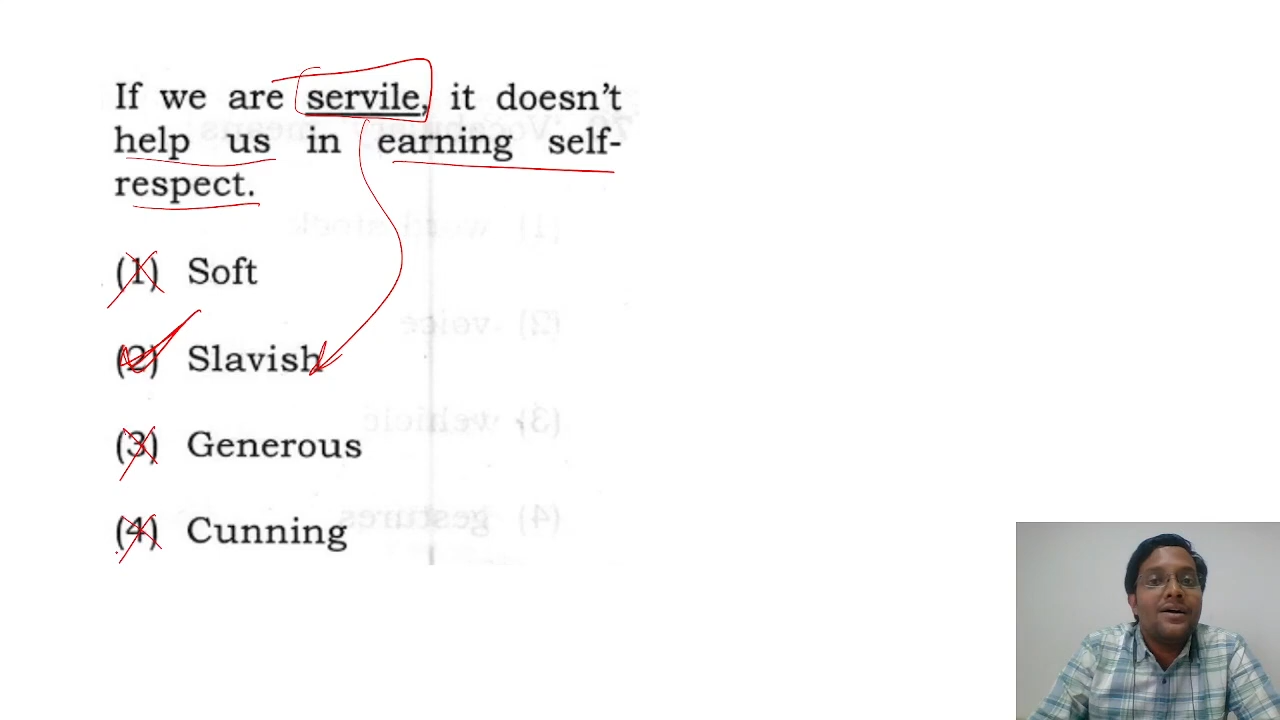 If we are servile, it doesn't
help us in earning self-
respect.
(1) Soft
(2) Slavish
(3) Generous
(4) Cunning